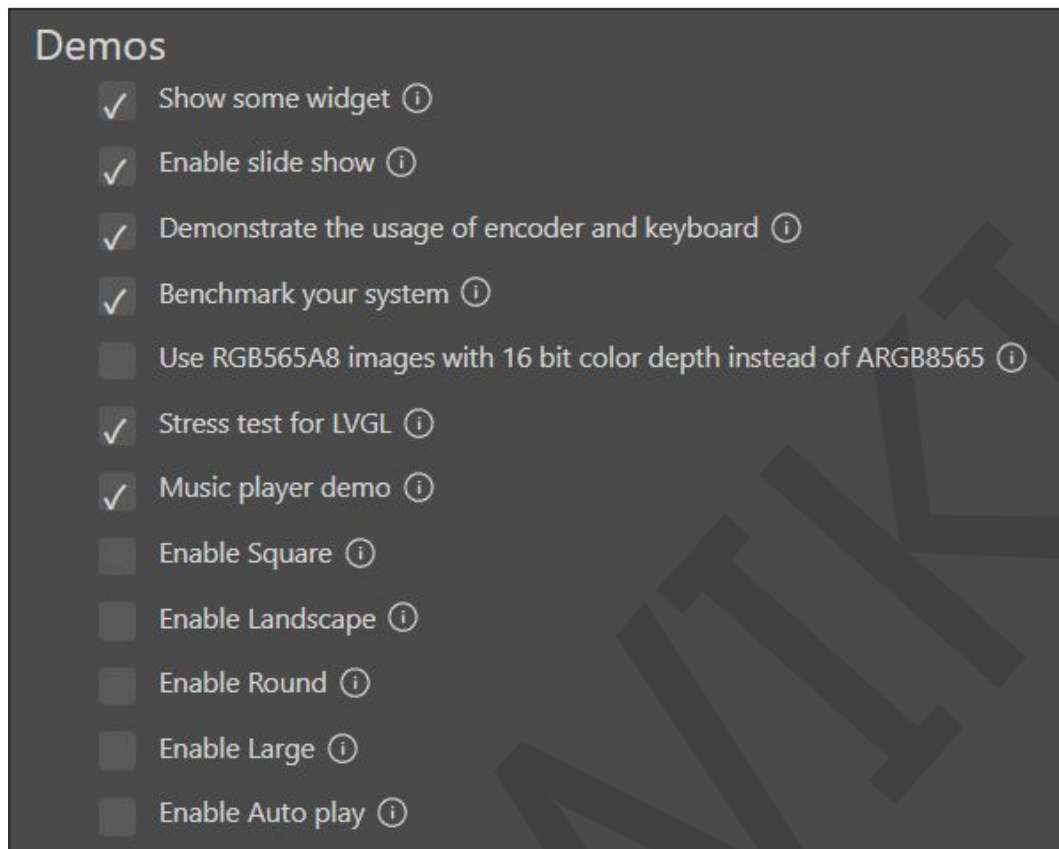 Demos
Show some widget
Enable slide show
Demonstrate the usage of encoder and keyboard
Benchmark your system
Use RGB565A8 images with 16 bit color depth instead of ARGB8565
Stress test for LVGL
Music player demo
Enable Square
Enable Landscape
Enable Round
Enable Large
Enable Auto play